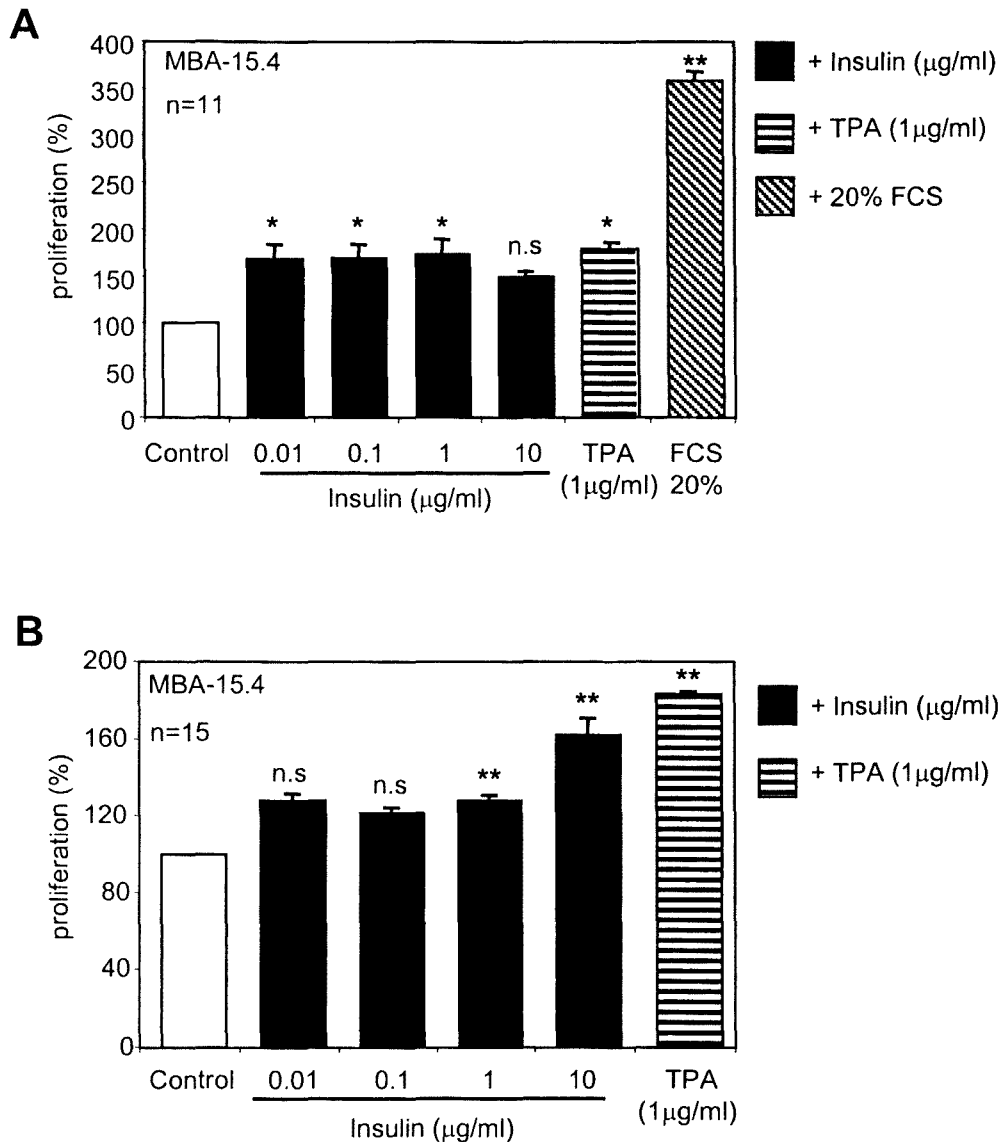 A
400
350
300
250
200
150
100
50
0
proliferation (%)
MBA-15.4
n=11
*
*
*
n.s
*
**
Control
0.01
0.1
1
10
TPA
(1μg/ml)
FCS
20%
Insulin (μg/ml)
+ Insulin (μg/ml)
+ TPA (1μg/ml)
+ 20% FCS
B
200
160
120
80
40
0
proliferation (%)
MBA-15.4
n=15
n.s
n.s
**
**
**
Control
0.01
0.1
1
10
TPA
(1μg/ml)
Insulin (μg/ml)
+ Insulin (μg/ml)
+ TPA (1μg/ml)